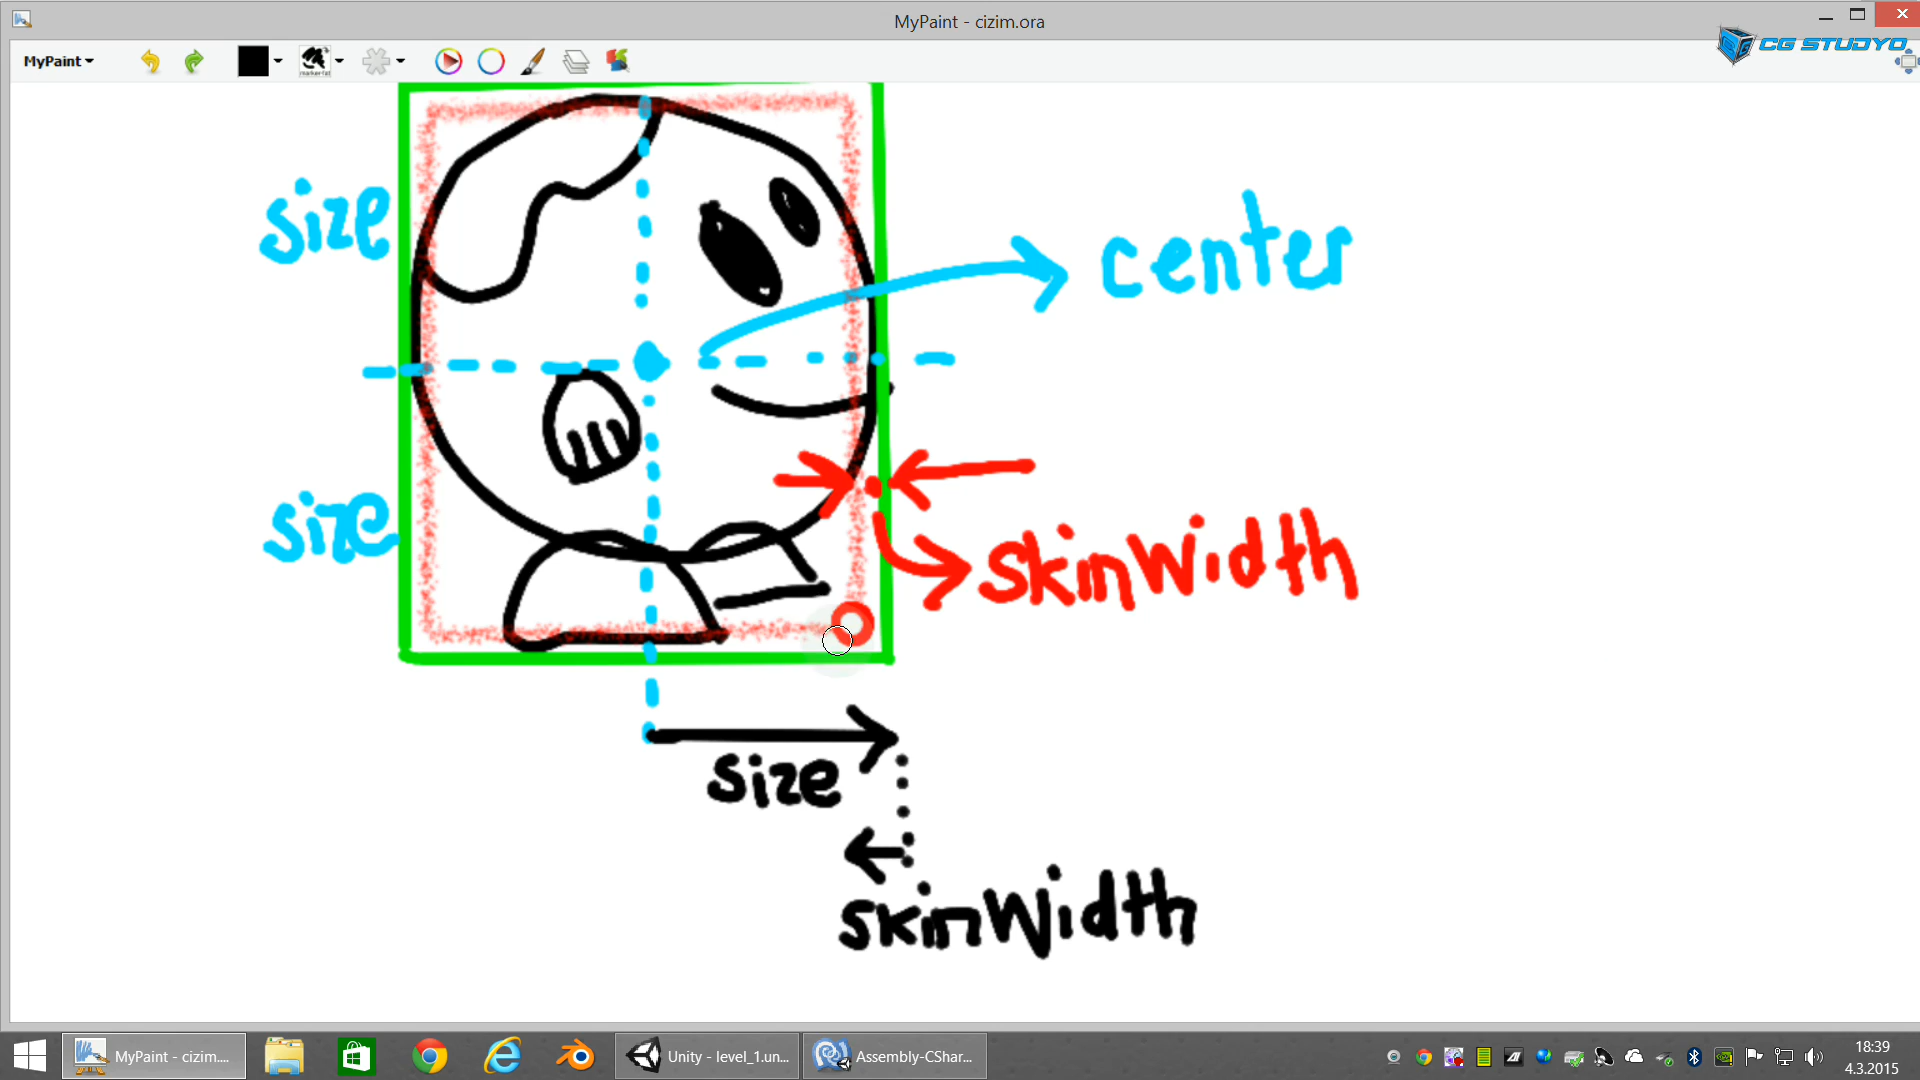 MyPaint - cizim.ora
MyPaint
CG STUDYO
size
center
size
skinWidth
size
skinWidth
MyPaint - cizim....
Unity - level_1.un...
Assembly-CShar...
18:39
4.3.2015